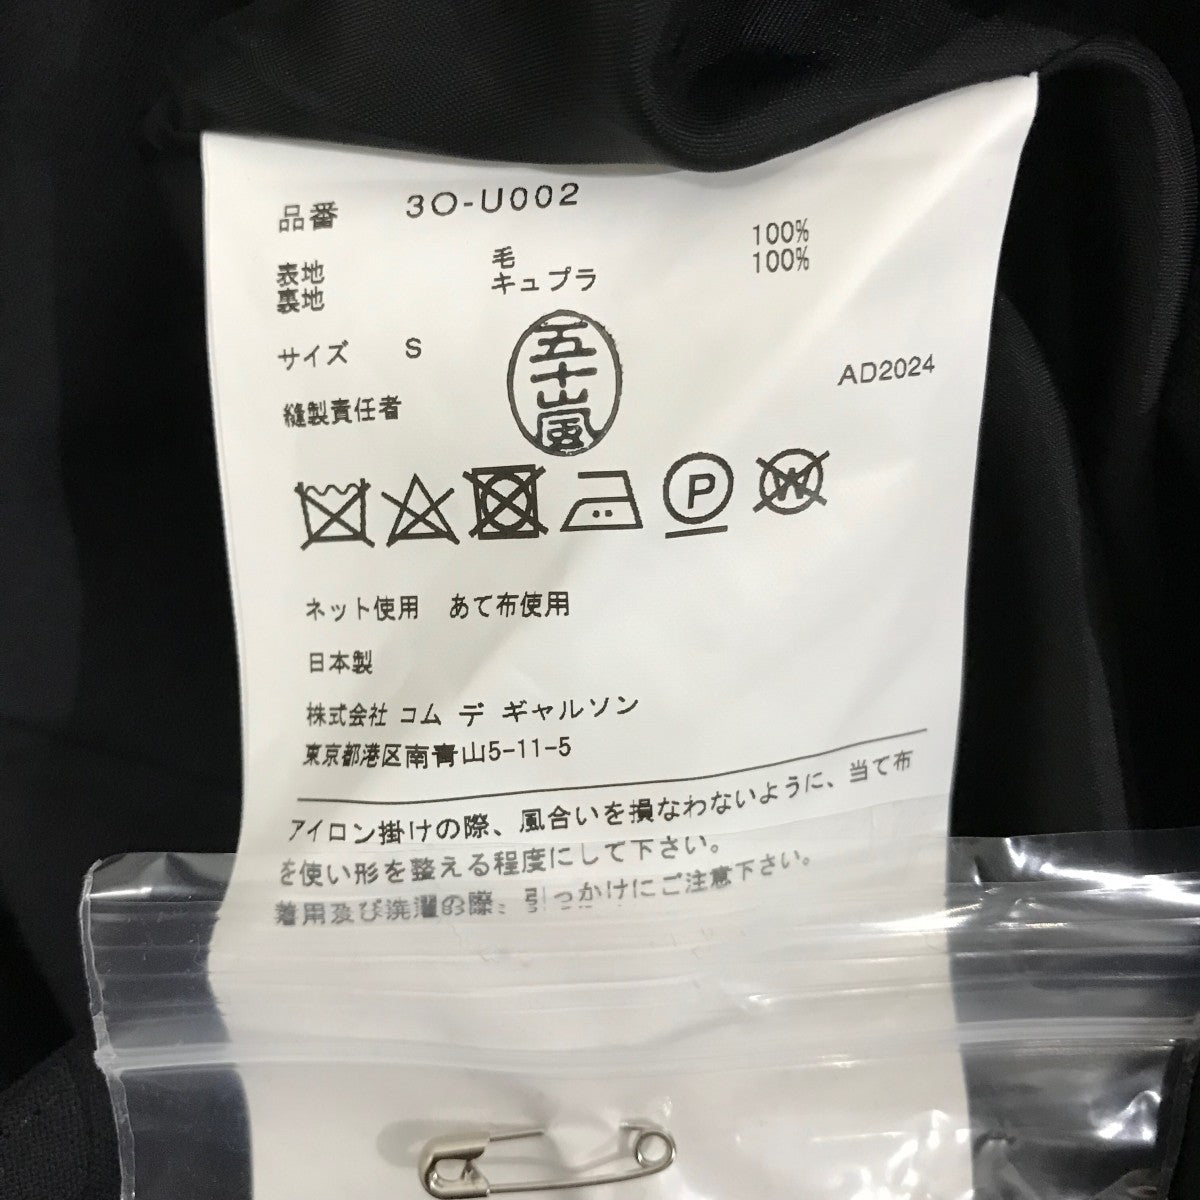 品番 3O-U002
表地 毛 100%
裏地 キュプラ 100%
サイズ S
五十嵐
AD2024
縫製責任者
P
W
ネット使用 あて布使用
日本製
株式会社 コム デ ギャルソン
東京都港区南青山5-11-5
アイロン掛けの際、風合いを損なわないように、当て布
を使い形を整える程度にして下さい。
着用及び洗濯の際、引っかけにご注意下さい。